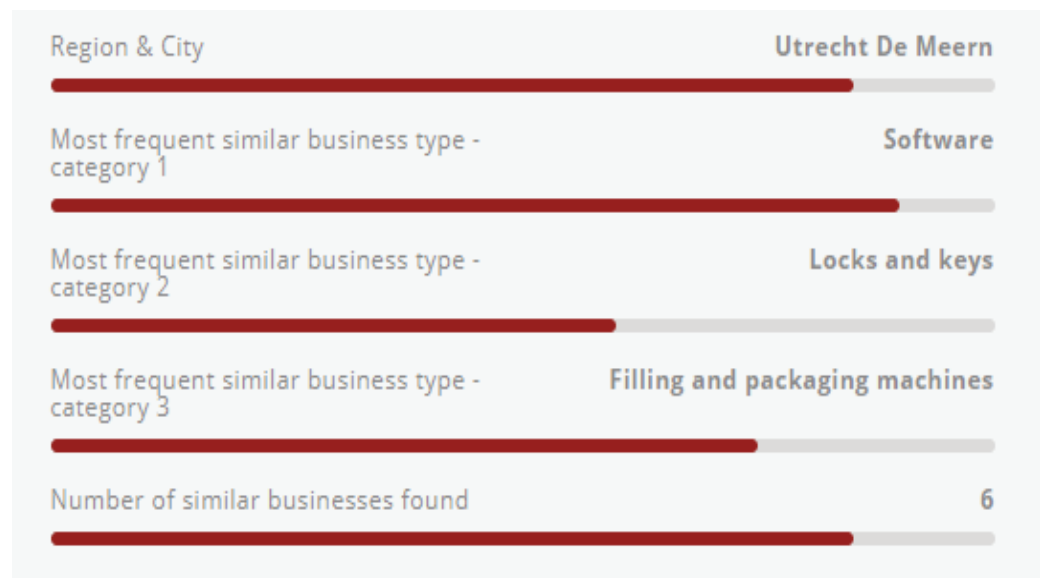 Region & City Utrecht De Meern
Most frequent similar business type - Software
category 1
Most frequent similar business type - Locks and keys
category 2
Most frequent similar business type - Filling and packaging machines
category 3
Number of similar businesses found 6